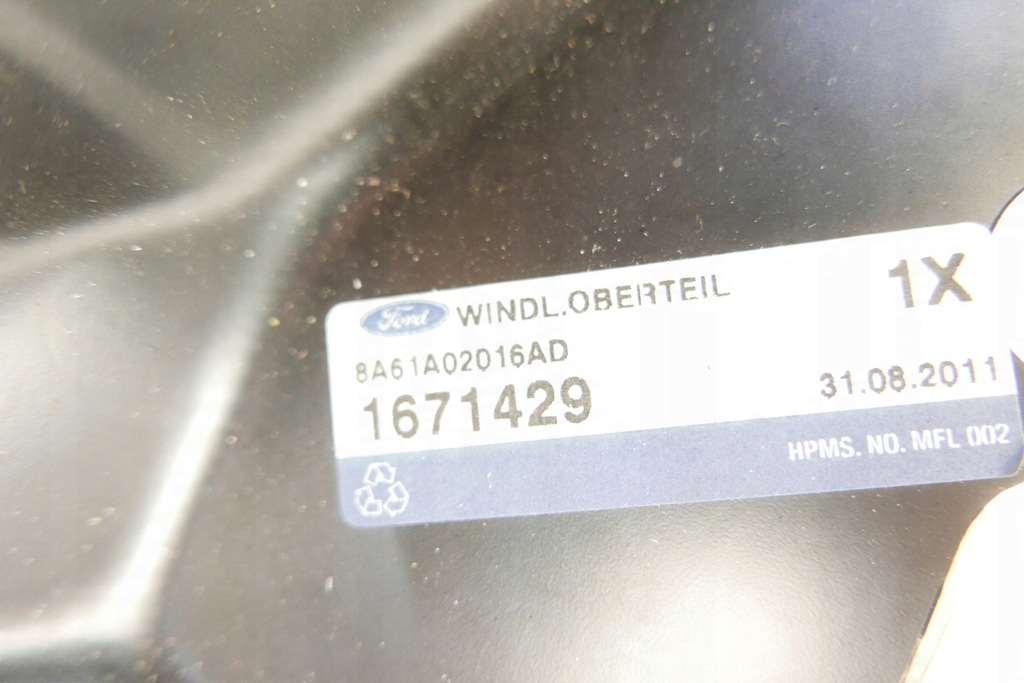 Ford WINDL.OBERTEIL 1X
8A61A02016AD
1671429 31.08.2011
HPMS. NO. MFL 002